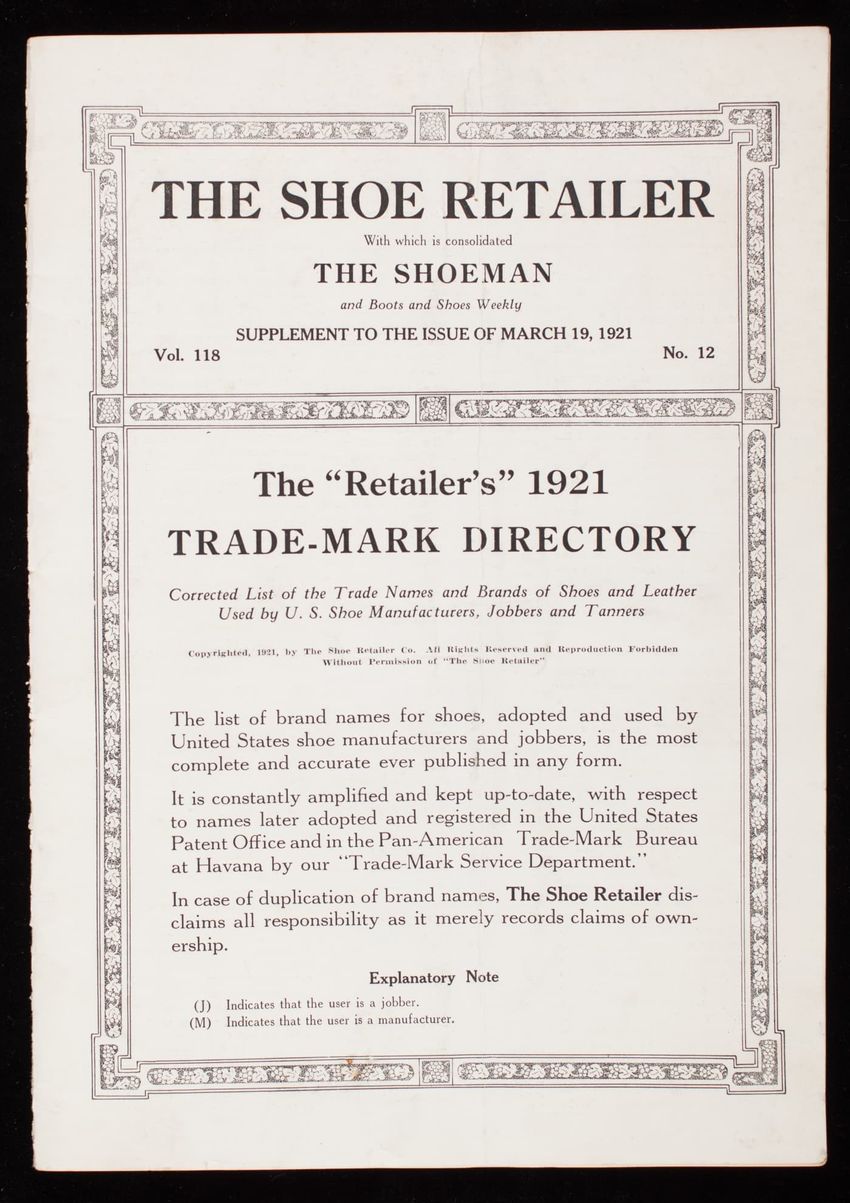 THE SHOE RETAILER
With which is consolidated
THE SHOEMAN
and Boots and Shoes Weekly
SUPPLEMENT TO THE ISSUE OF MARCH 19, 1921
Vol. 118 No. 12
The “Retailer’s” 1921
TRADE-MARK DIRECTORY
Corrected List of the Trade Names and Brands of Shoes and Leather
Used by U. S. Shoe Manufacturers, Jobbers and Tanners
Copyrighted, 1921, by The Shoe Retailer Co. All Rights Reserved and Reproduction Forbidden
Without Permission of “The Shoe Retailer”
The list of brand names for shoes, adopted and used by
United States shoe manufacturers and jobbers, is the most
complete and accurate ever published in any form.
It is constantly amplified and kept up-to-date, with respect
to names later adopted and registered in the United States
Patent Office and in the Pan-American Trade-Mark Bureau
at Havana by our “Trade-Mark Service Department.”
In case of duplication of brand names, The Shoe Retailer dis-
claims all responsibility as it merely records claims of own-
ership.
Explanatory Note
(J) Indicates that the user is a jobber.
(M) Indicates that the user is a manufacturer.